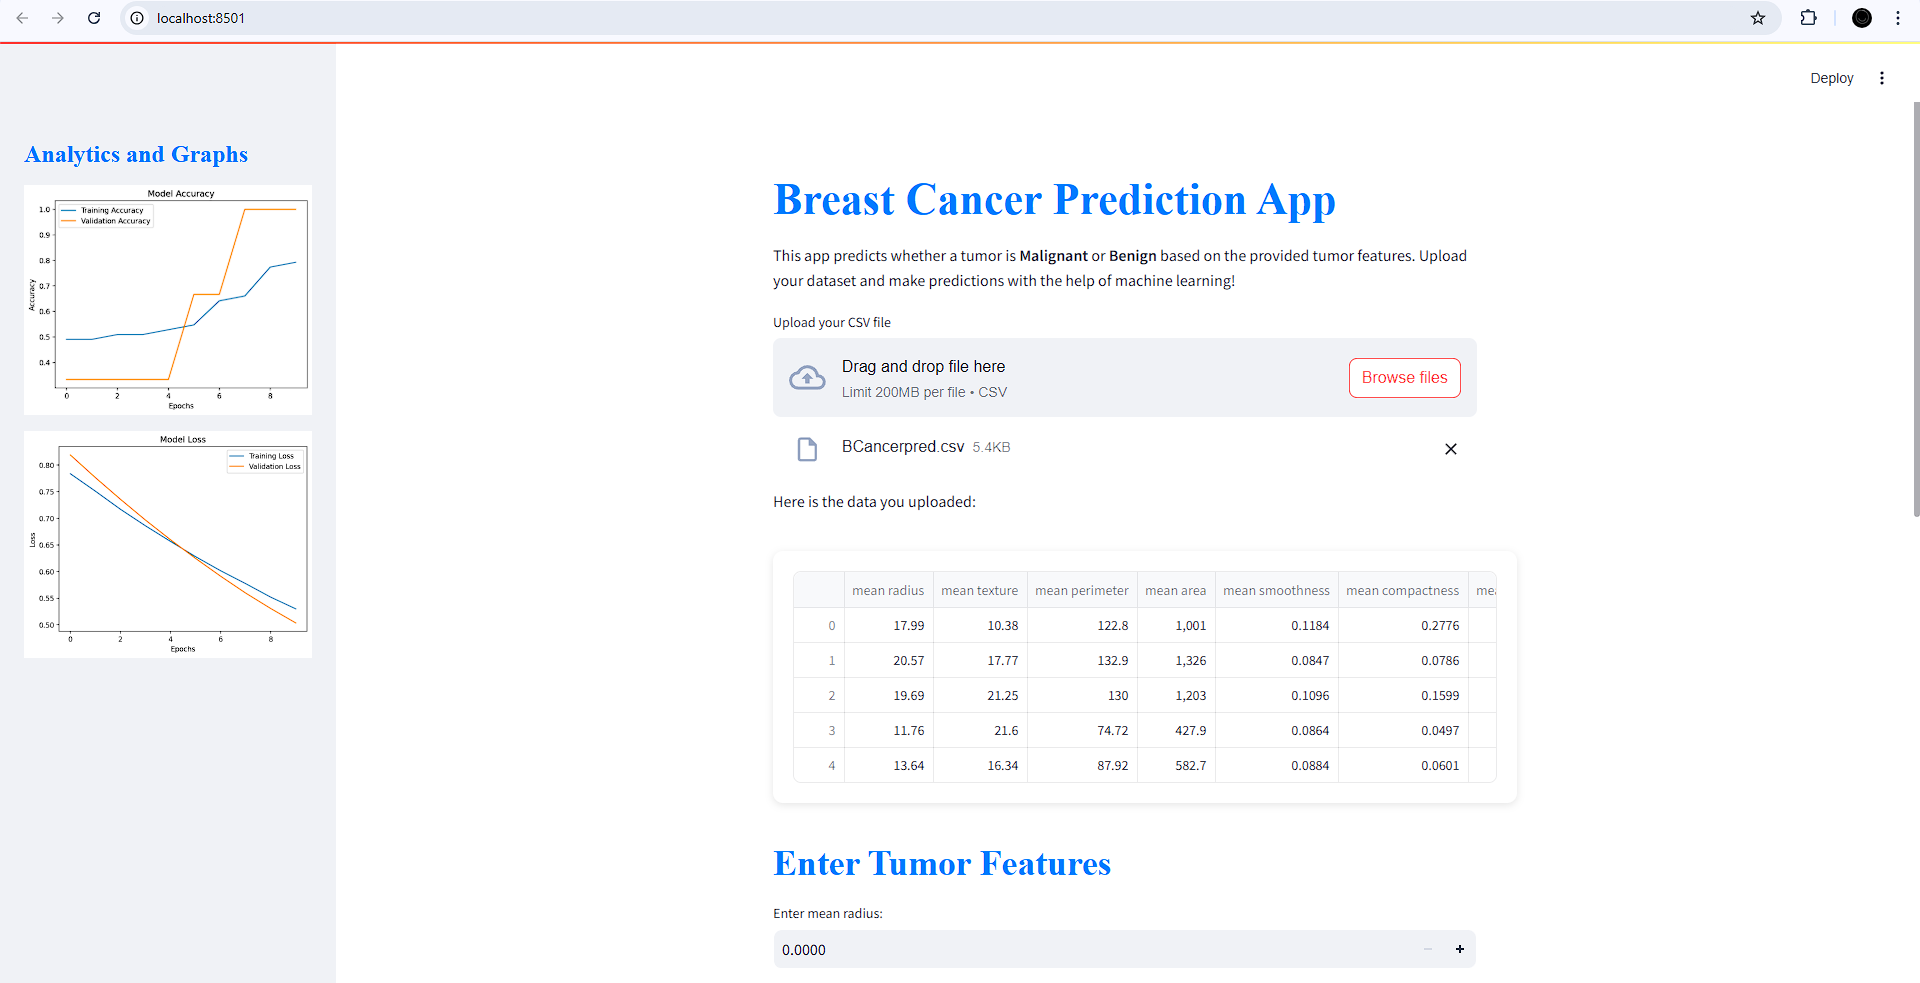 localhost:8501
Deploy
Analytics and Graphs
Model Accuracy
Training Accuracy
Validation Accuracy
1.0
0.9
0.8
0.7
0.6
0.5
0.4
Accuracy
0 2 4 6 8
Epochs
Model Loss
Training Loss
Validation Loss
0.80
0.75
0.70
0.65
0.60
0.55
0.50
Loss
0 2 4 6 8
Epochs
Breast Cancer Prediction App
This app predicts whether a tumor is Malignant or Benign based on the provided tumor features. Upload
your dataset and make predictions with the help of machine learning!
Upload your CSV file
Drag and drop file here
Limit 200MB per file • CSV
Browse files
BCancerpred.csv 5.4KB
Here is the data you uploaded:
mean radius mean texture mean perimeter mean area mean smoothness mean compactness
0 17.99 10.38 122.8 1,001 0.1184 0.2776
1 20.57 17.77 132.9 1,326 0.0847 0.0786
2 19.69 21.25 130 1,203 0.1096 0.1599
3 11.76 21.6 74.72 427.9 0.0864 0.0497
4 13.64 16.34 87.92 582.7 0.0884 0.0601
Enter Tumor Features
Enter mean radius:
0.0000